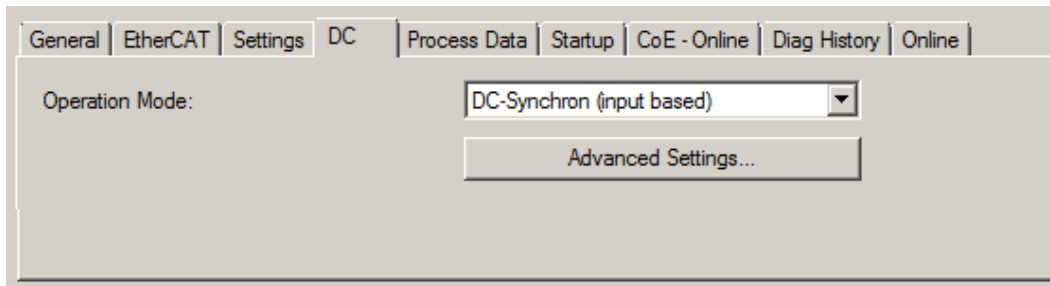 General EtherCAT Settings DC Process Data Startup CoE - Online Diag History Online
Operation Mode: DC-Synchron (input based)
Advanced Settings...